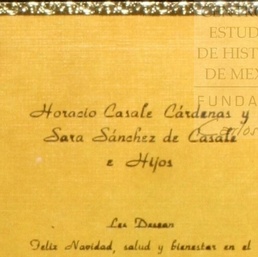 ESTUD
DE HIST
DE MEX
FUNDA
Horacio Casale Cárdenas y
Sara Sánchez de Casale
e Hijos
Les Desean
Feliz Navidad, salud y bienestar en el